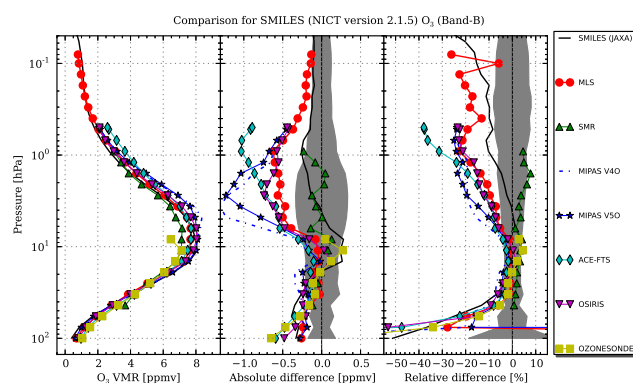 Comparison for SMILES (NICT version 2.1.5) O3 (Band-B)
Pressure [hPa]
10^-1
10^0
10^1
10^2
0 2 4 6 8
O3 VMR [ppmv]
−1.0 −0.5 0.0 0.5
Absolute difference [ppmv]
−50 −40 −30 −20 −10 0 10
Relative difference [%]
SMILES (JAXA)
MLS
SMR
MIPAS V4O
MIPAS V5O
ACE-FTS
OSIRIS
OZONESONDE